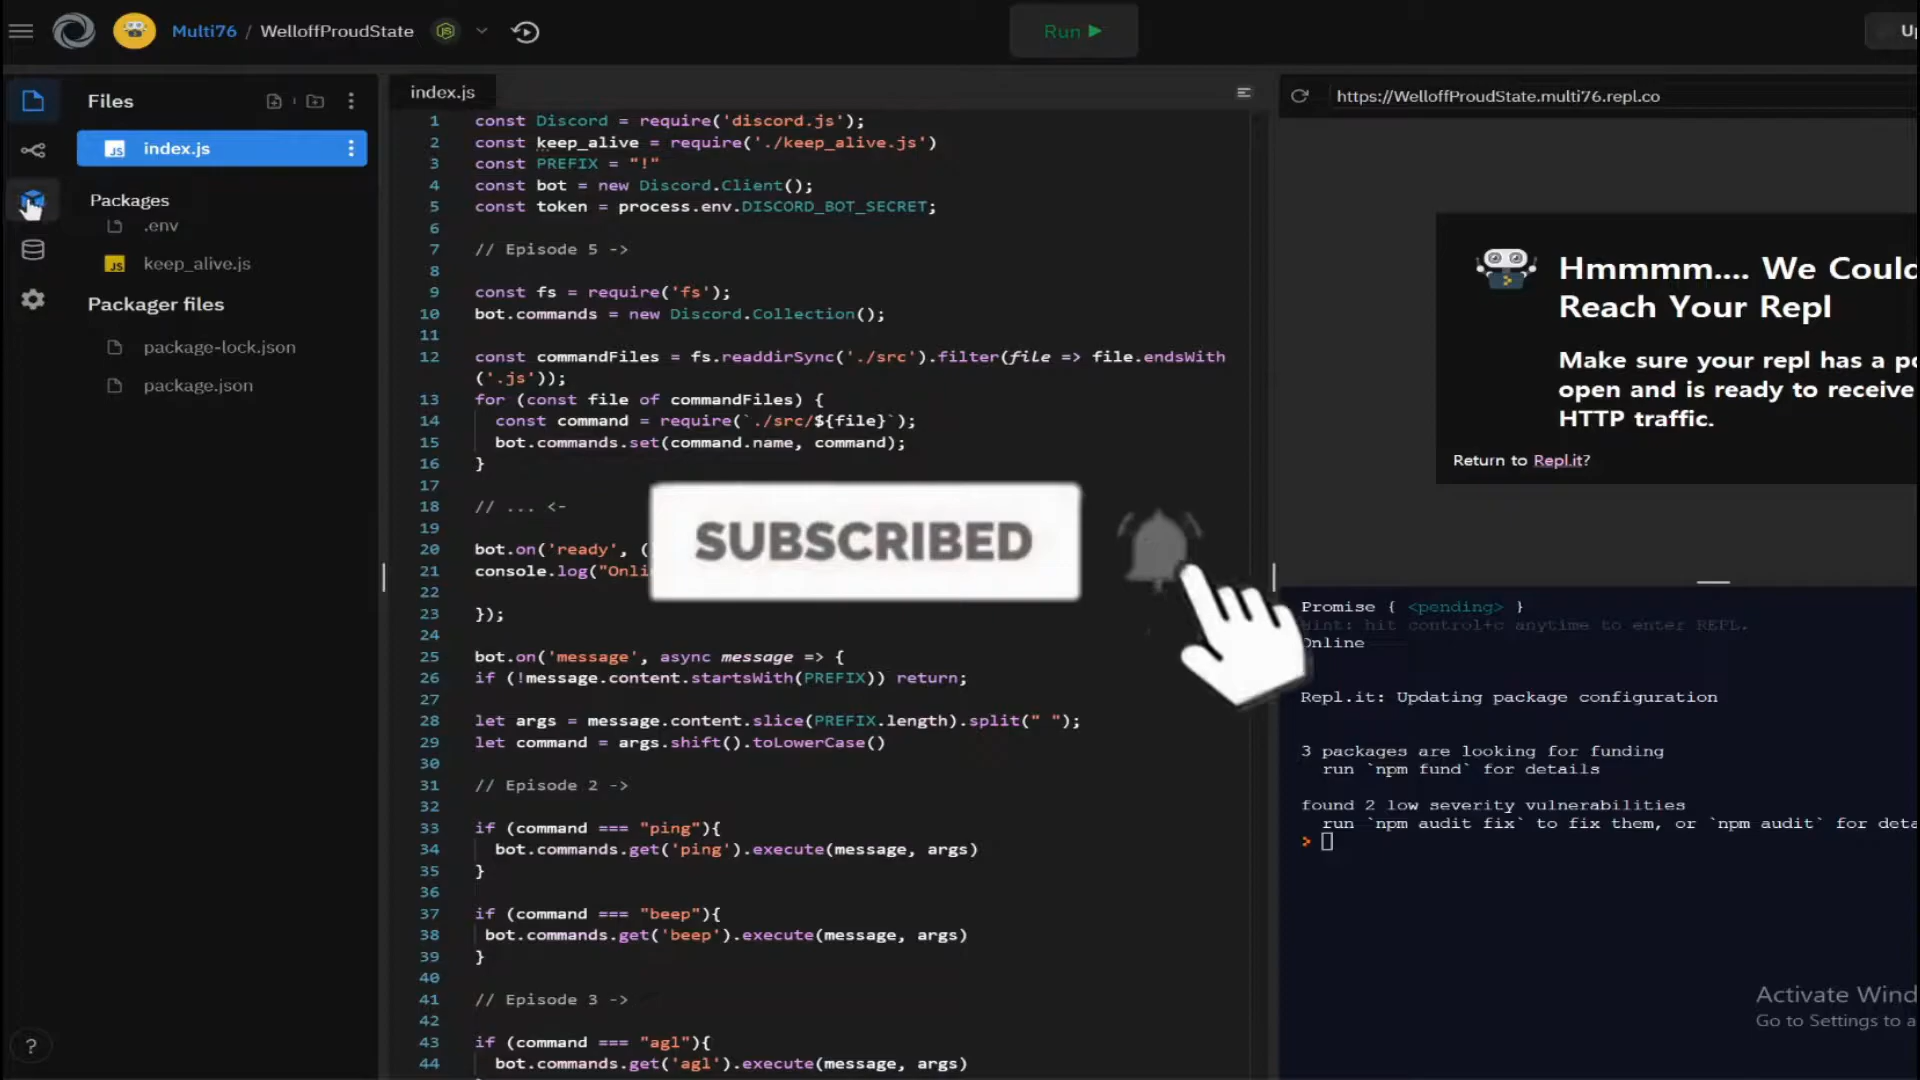 Multi76 / WelloffProudState
Run
Files
index.js
Packages
.env
keep_alive.js
Packager files
package-lock.json
package.json
?
index.js
1 const Discord = require('discord.js');
2 const keep_alive = require('./keep_alive.js')
3 const PREFIX = "!"
4 const bot = new Discord.Client();
5 const token = process.env.DISCORD_BOT_SECRET;
6
7 // Episode 5 ->
8
9 const fs = require('fs');
10 bot.commands = new Discord.Collection();
11
12 const commandFiles = fs.readdirSync('./src').filter(file => file.endsWith
('.js'));
13 for (const file of commandFiles) {
14 const command = require(`./src/${file}`);
15 bot.commands.set(command.name, command);
16 }
17
18 // ... <-
19
20 bot.on('ready', (
21 console.log("Onli
22
23 });
24
25 bot.on('message', async message => {
26 if (!message.content.startsWith(PREFIX)) return;
27
28 let args = message.content.slice(PREFIX.length).split(" ");
29 let command = args.shift().toLowerCase()
30
31 // Episode 2 ->
32
33 if (command === "ping"){
34 bot.commands.get('ping').execute(message, args)
35 }
36
37 if (command === "beep"){
38 bot.commands.get('beep').execute(message, args)
39 }
40
41 // Episode 3 ->
42
43 if (command === "agl"){
44 bot.commands.get('agl').execute(message, args)
SUBSCRIBED
Up
https://WelloffProudState.multi76.repl.co
Hmmmm.... We Could
Reach Your Repl
Make sure your repl has a po
open and is ready to receive
HTTP traffic.
Return to Repl.it?
Promise { <pending> }
Hint: hit control+c anytime to enter REPL.
Online
Repl.it: Updating package configuration
3 packages are looking for funding
run `npm fund` for details
found 2 low severity vulnerabilities
run `npm audit fix` to fix them, or `npm audit` for deta
>
Activate Wind
Go to Settings to a